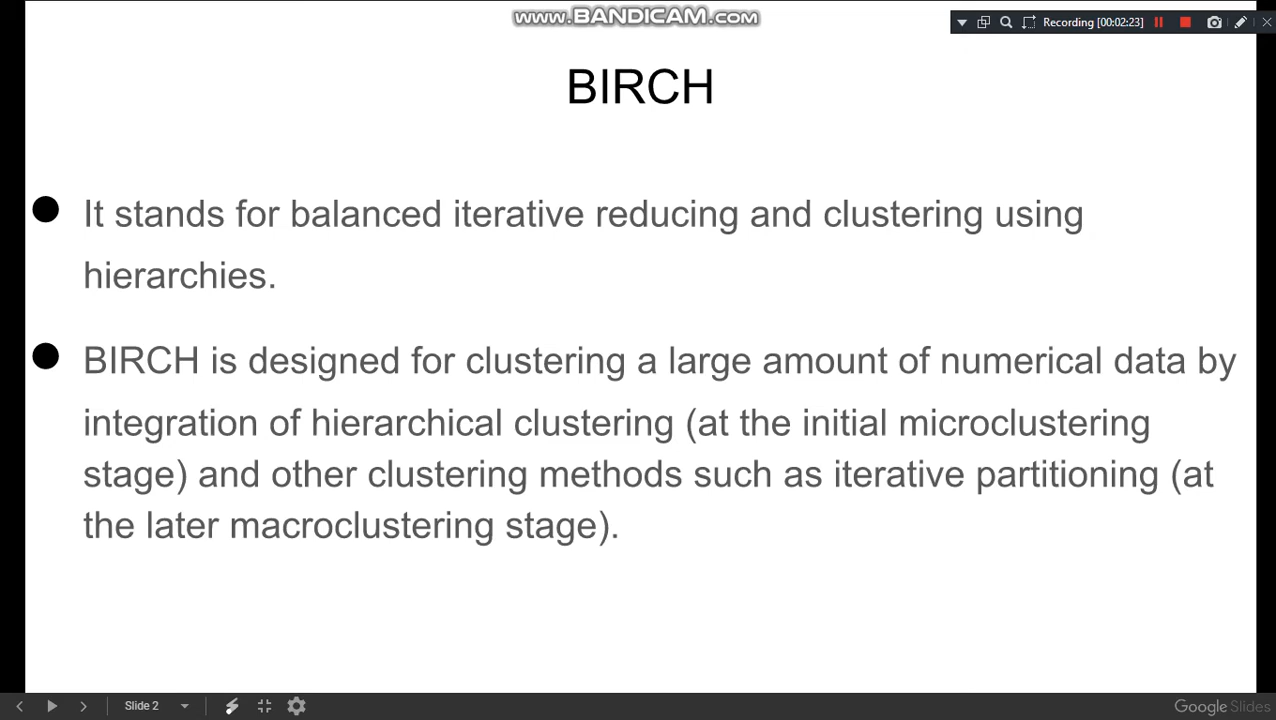 www.BANDICAM.com
Recording [00:02:23]
BIRCH
It stands for balanced iterative reducing and clustering using
hierarchies.
BIRCH is designed for clustering a large amount of numerical data by
integration of hierarchical clustering (at the initial microclustering
stage) and other clustering methods such as iterative partitioning (at
the later macroclustering stage).
Slide 2
Google Slides